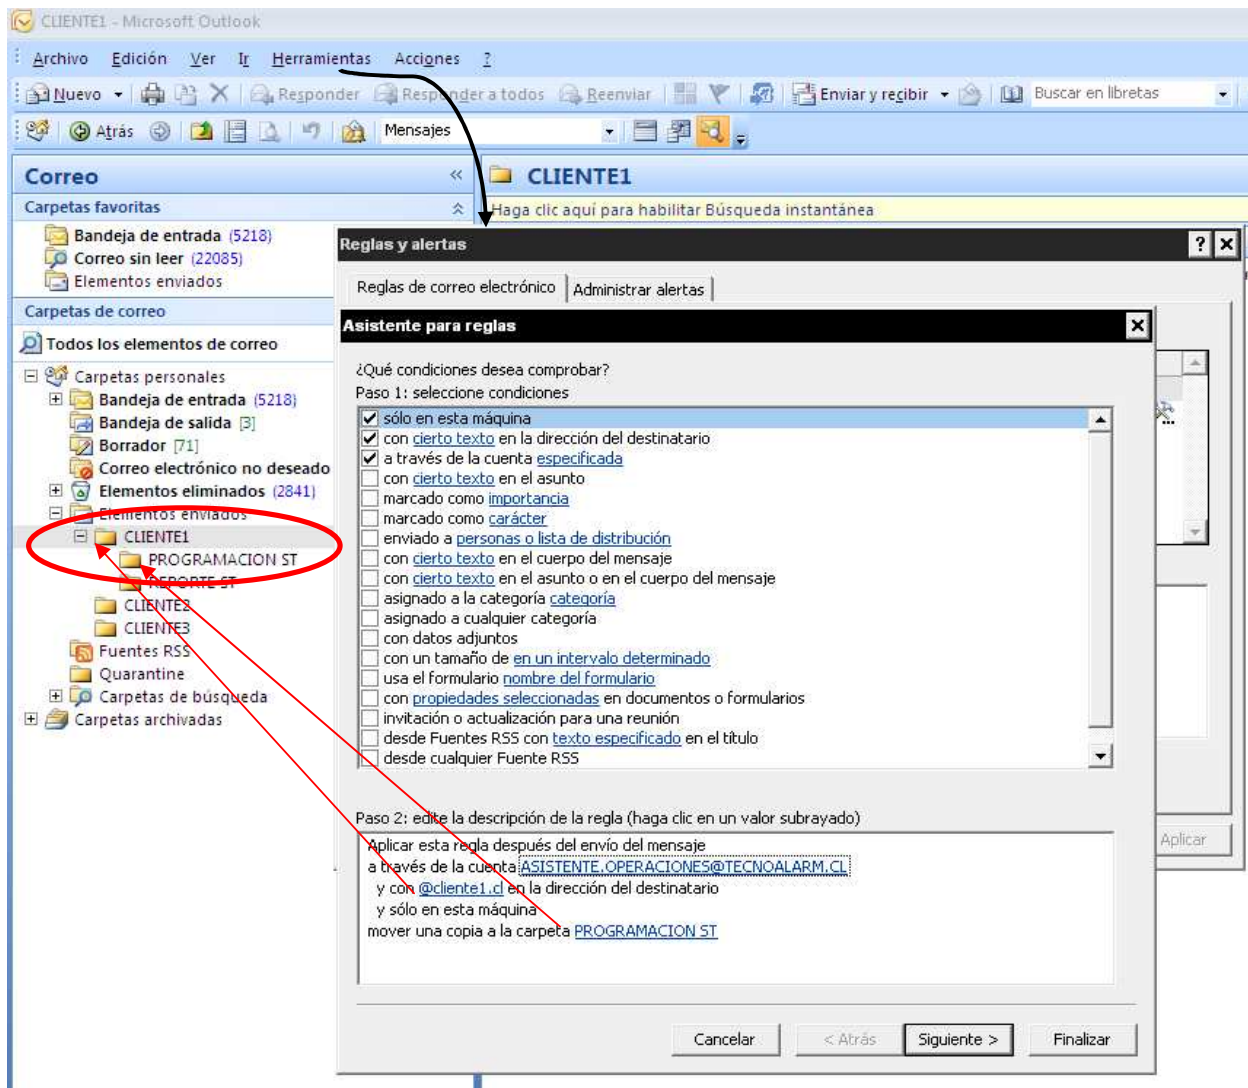 CLIENTE1 - Microsoft Outlook
Archivo Edición Ver Ir Herramientas Acciones ?
Nuevo Responder Responder a todos Reenviar Enviar y recibir Buscar en libretas
Atrás Mensajes
Correo «
CLIENTE1
Carpetas favoritas
Haga clic aquí para habilitar Búsqueda instantánea
Bandeja de entrada (5218)
Correo sin leer (22085)
Elementos enviados
Carpetas de correo
Todos los elementos de correo
Carpetas personales
Bandeja de entrada (5218)
Bandeja de salida [3]
Borrador [71]
Correo electrónico no deseado
Elementos eliminados (2841)
Elementos enviados
CLIENTE1
PROGRAMACION ST
REPORTE ST
CLIENTE2
CLIENTE3
Fuentes RSS
Quarantine
Carpetas de búsqueda
Carpetas archivadas
Reglas y alertas
Reglas de correo electrónico Administrar alertas
Asistente para reglas
¿Qué condiciones desea comprobar?
Paso 1: seleccione condiciones
sólo en esta máquina
con cierto texto en la dirección del destinatario
a través de la cuenta especificada
con cierto texto en el asunto
marcado como importancia
marcado como carácter
enviado a personas o lista de distribución
con cierto texto en el cuerpo del mensaje
con cierto texto en el asunto o en el cuerpo del mensaje
asignado a la categoría categoría
asignado a cualquier categoría
con datos adjuntos
con un tamaño de en un intervalo determinado
usa el formulario nombre del formulario
con propiedades seleccionadas en documentos o formularios
invitación o actualización para una reunión
desde Fuentes RSS con texto especificado en el título
desde cualquier Fuente RSS
Paso 2: edite la descripción de la regla (haga clic en un valor subrayado)
Aplicar esta regla después del envío del mensaje
a través de la cuenta ASISTENTE.OPERACIONES@TECNOALARM.CL
y con @cliente1.cl en la dirección del destinatario
y sólo en esta máquina
mover una copia a la carpeta PROGRAMACION ST
Aplicar
Cancelar < Atrás Siguiente > Finalizar